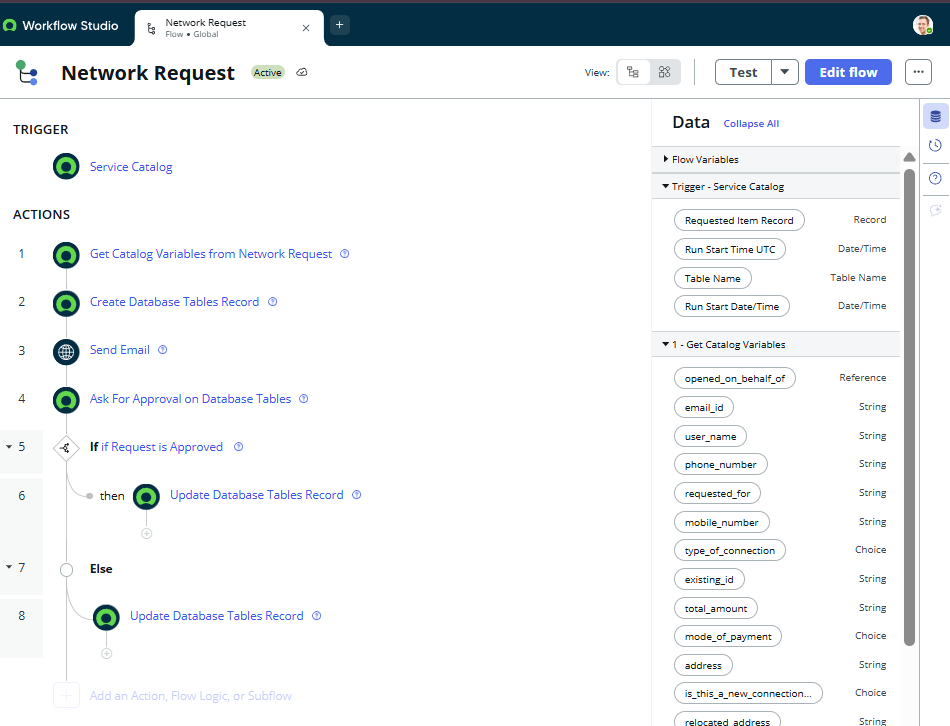 Workflow Studio
Network Request
Flow • Global
Network Request
Active
View:
Test
Edit flow
TRIGGER
Service Catalog
ACTIONS
1 Get Catalog Variables from Network Request
2 Create Database Tables Record
3 Send Email
4 Ask For Approval on Database Tables
5 If if Request is Approved
6 then Update Database Tables Record
7 Else
8 Update Database Tables Record
Add an Action, Flow Logic, or Subflow
Data Collapse All
Flow Variables
Trigger - Service Catalog
Requested Item Record Record
Run Start Time UTC Date/Time
Table Name Table Name
Run Start Date/Time Date/Time
1 - Get Catalog Variables
opened_on_behalf_of Reference
email_id String
user_name String
phone_number String
requested_for String
mobile_number String
type_of_connection Choice
existing_id String
total_amount String
mode_of_payment Choice
address String
is_this_a_new_connection... Choice
relocated_address String